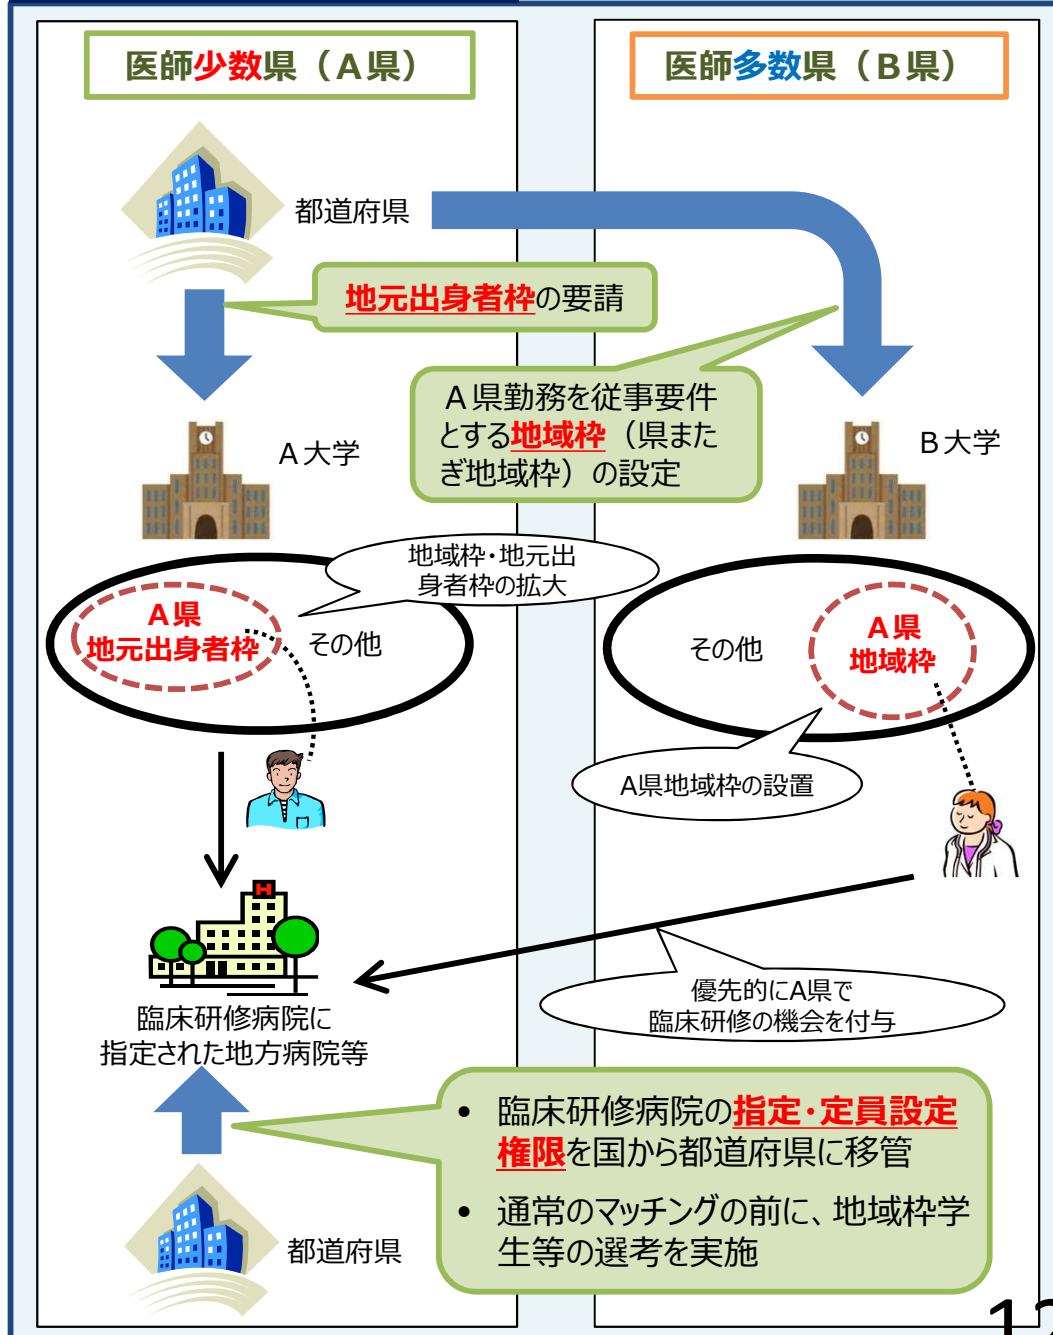 医師少数県（A県）
医師多数県（B県）
都道府県
地元出身者枠の要請
A県勤務を従事要件
とする地域枠（県また
ぎ地域枠）の設定
A大学
B大学
地域枠・地元出
身者枠の拡大
A県
地元出身者枠
その他
その他
A県
地域枠
A県地域枠の設置
H
優先的にA県で
臨床研修の機会を付与
臨床研修病院に
指定された地方病院等
• 臨床研修病院の指定・定員設定
権限を国から都道府県に移管
• 通常のマッチングの前に、地域枠学
生等の選考を実施
都道府県